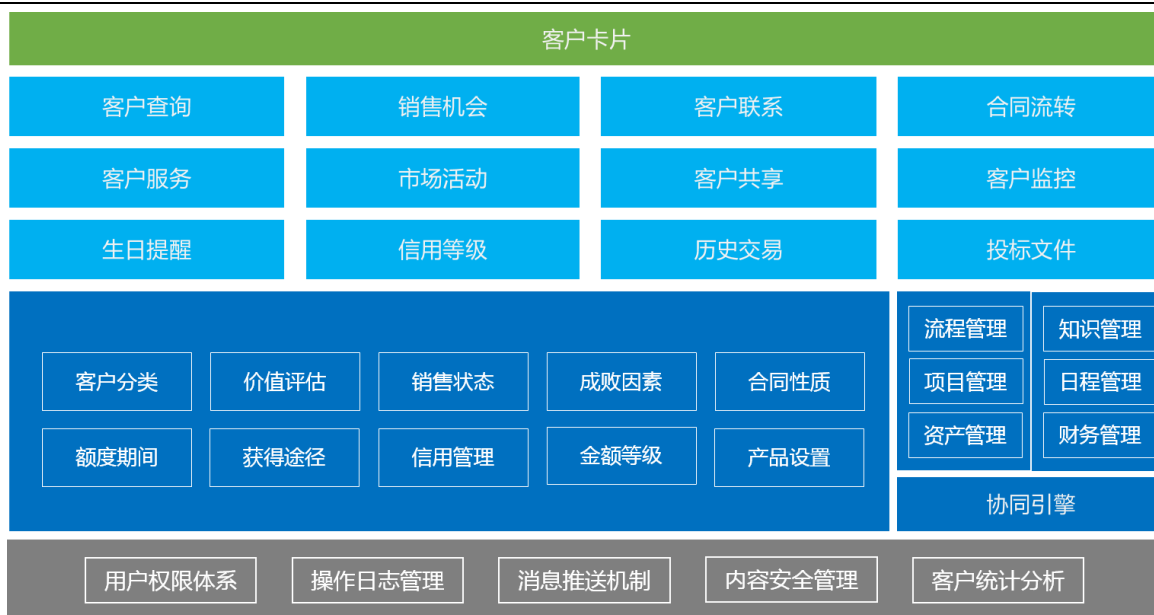 客户卡片
客户查询 销售机会 客户联系 合同流转
客户服务 市场活动 客户共享 客户监控
生日提醒 信用等级 历史交易 投标文件
流程管理 知识管理
客户分类 价值评估 销售状态 成败因素 合同性质
项目管理 日程管理
额度期间 获得途径 信用管理 金额等级 产品设置
资产管理 财务管理
协同引擎
用户权限体系 操作日志管理 消息推送机制 内容安全管理 客户统计分析